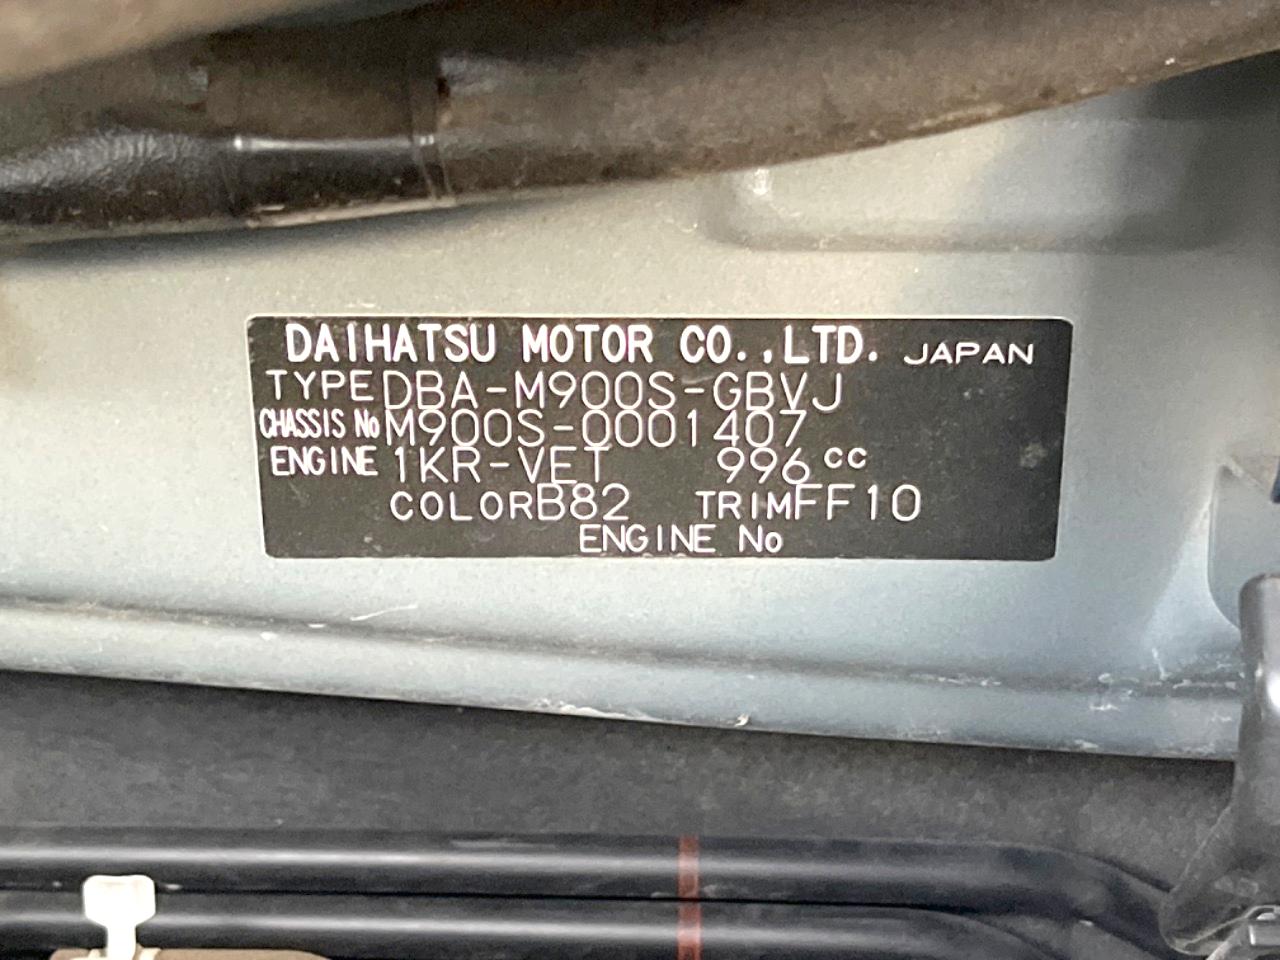 DAIHATSU MOTOR CO.,LTD. JAPAN
TYPE DBA-M900S-GBVJ
CHASSIS No M900S-0001407
ENGINE 1KR-VET 996cc
COLOR B82 TRIM FF10
ENGINE No